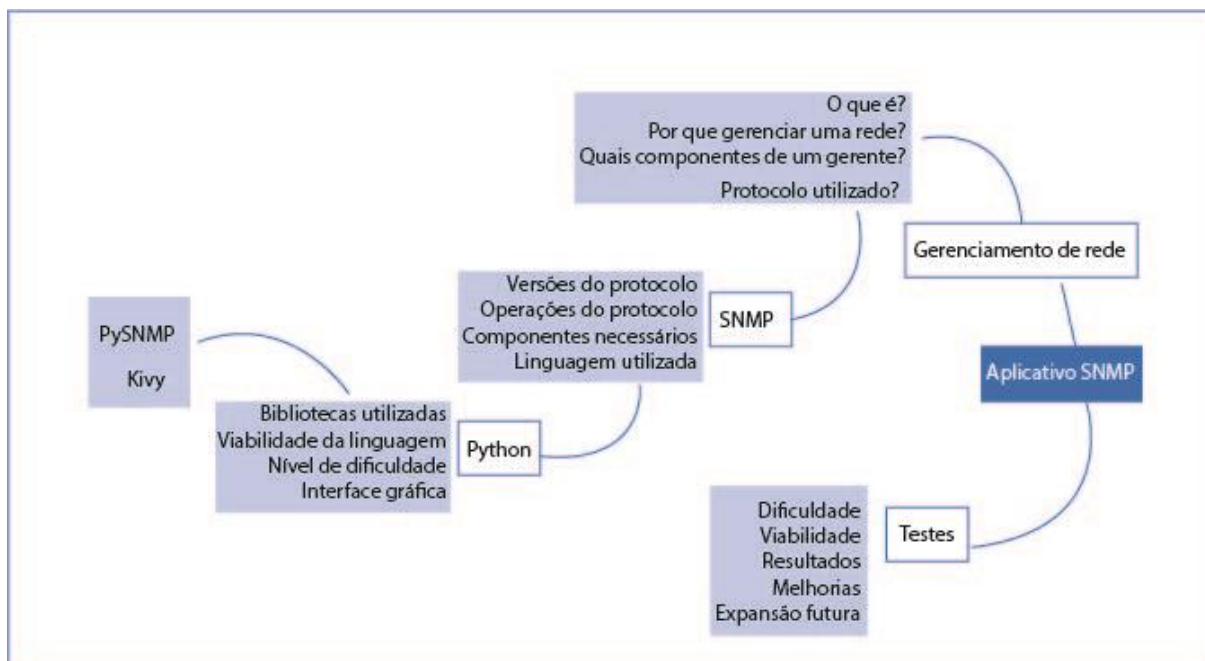 O que é?
Por que gerenciar uma rede?
Quais componentes de um gerente?
Protocolo utilizado?
Gerenciamento de rede
Versões do protocolo
Operações do protocolo
Componentes necessários
Linguagem utilizada
SNMP
PySNMP
Kivy
Aplicativo SNMP
Bibliotecas utilizadas
Viabilidade da linguagem
Nível de dificuldade
Interface gráfica
Python
Dificuldade
Viabilidade
Resultados
Melhorias
Expansão futura
Testes